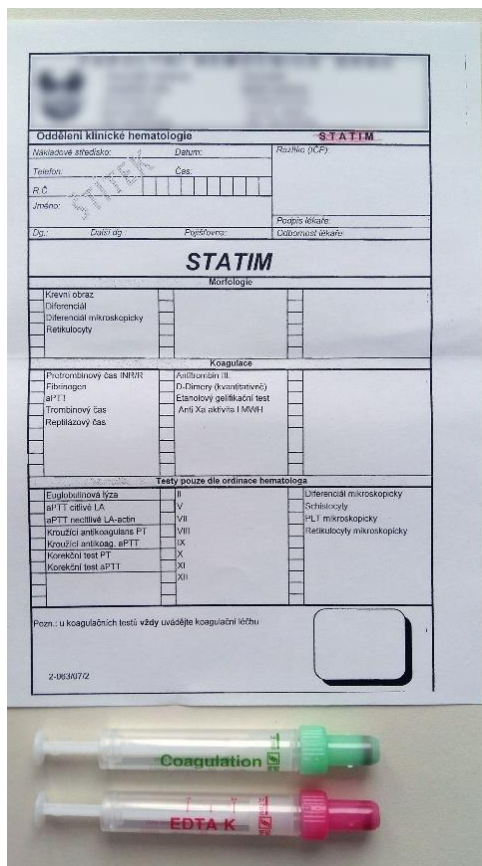 Oddělení klinické hematologie STATIM
Nákladové středisko: Datum: Razítko (IČP):
Telefon: Čas:
R.Č.
ŠTÍTEK
Jméno:
Podpis lékaře:
Dg.: Další dg.: Pojišťovna: Odbornost lékaře:
STATIM
Morfologie
Krevní obraz
Diferenciál
Diferenciál mikroskopicky
Retikulocyty
Koagulace
Protrombinový čas INR/R
Fibrinogen
aPTT
Trombinový čas
Reptilázový čas
Antitrombin III.
D-Dimery (kvantitativně)
Etanolový gelifikační test
Anti Xa aktivita LMWH
Testy pouze dle ordinace hematologa
Euglobulinová lýza
aPTT citlivé LA
aPTT necitlivé LA-actin
Kroužící antikoagulans PT
Kroužící antikoag. aPTT
Korekční test PT
Korekční test aPTT
II
V
VII
VIII
IX
X
XI
XII
Diferenciál mikroskopicky
Schistocyty
PLT mikroskopicky
Retikulocyty mikroskopicky
Pozn.: u koagulačních testů vždy uvádějte koagulační léčbu
2-063/07/2
Coagulation
EDTA K